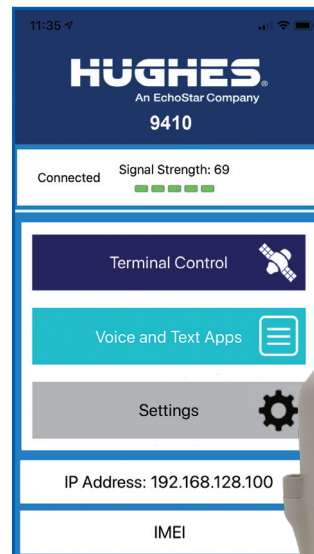 11:35
HUGHES®
An EchoStar Company
9410
Connected
Signal Strength: 69
Terminal Control
Voice and Text Apps
Settings
IP Address: 192.168.128.100
IMEI